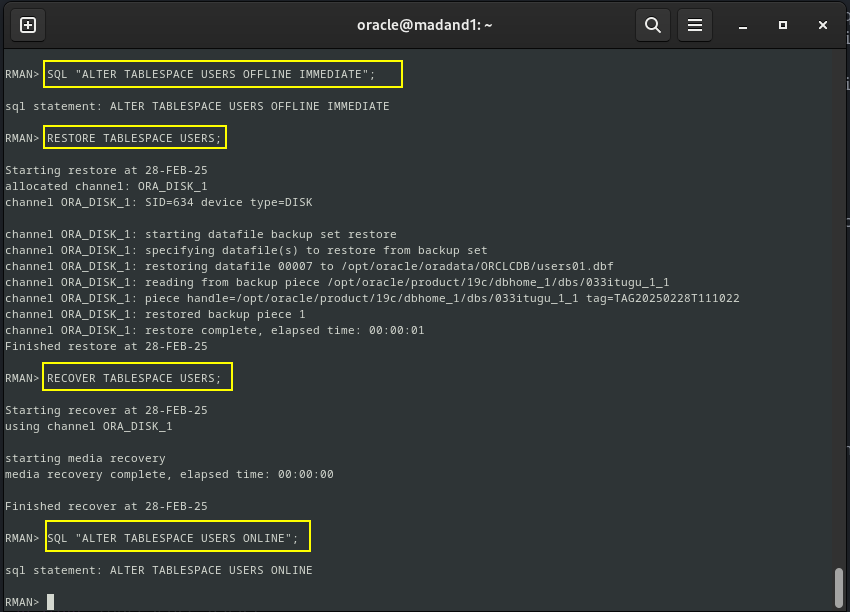 oracle@madand1: ~
RMAN> SQL "ALTER TABLESPACE USERS OFFLINE IMMEDIATE";
sql statement: ALTER TABLESPACE USERS OFFLINE IMMEDIATE
RMAN> RESTORE TABLESPACE USERS;
Starting restore at 28-FEB-25
allocated channel: ORA_DISK_1
channel ORA_DISK_1: SID=634 device type=DISK
channel ORA_DISK_1: starting datafile backup set restore
channel ORA_DISK_1: specifying datafile(s) to restore from backup set
channel ORA_DISK_1: restoring datafile 00007 to /opt/oracle/oradata/ORCLCDB/users01.dbf
channel ORA_DISK_1: reading from backup piece /opt/oracle/product/19c/dbhome_1/dbs/033itugu_1_1
channel ORA_DISK_1: piece handle=/opt/oracle/product/19c/dbhome_1/dbs/033itugu_1_1 tag=TAG20250228T111022
channel ORA_DISK_1: restored backup piece 1
channel ORA_DISK_1: restore complete, elapsed time: 00:00:01
Finished restore at 28-FEB-25
RMAN> RECOVER TABLESPACE USERS;
Starting recover at 28-FEB-25
using channel ORA_DISK_1
starting media recovery
media recovery complete, elapsed time: 00:00:00
Finished recover at 28-FEB-25
RMAN> SQL "ALTER TABLESPACE USERS ONLINE";
sql statement: ALTER TABLESPACE USERS ONLINE
RMAN>